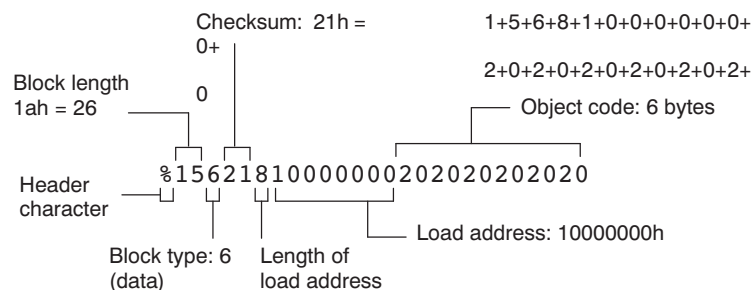 Checksum: 21h = 1+5+6+8+1+0+0+0+0+0+0+
0+
2+0+2+0+2+0+2+0+2+0+2+
0
Block length
1ah = 26
Object code: 6 bytes
%15621810000000202020202020
Header
character
Load address: 10000000h
Block type: 6
(data)
Length of
load address